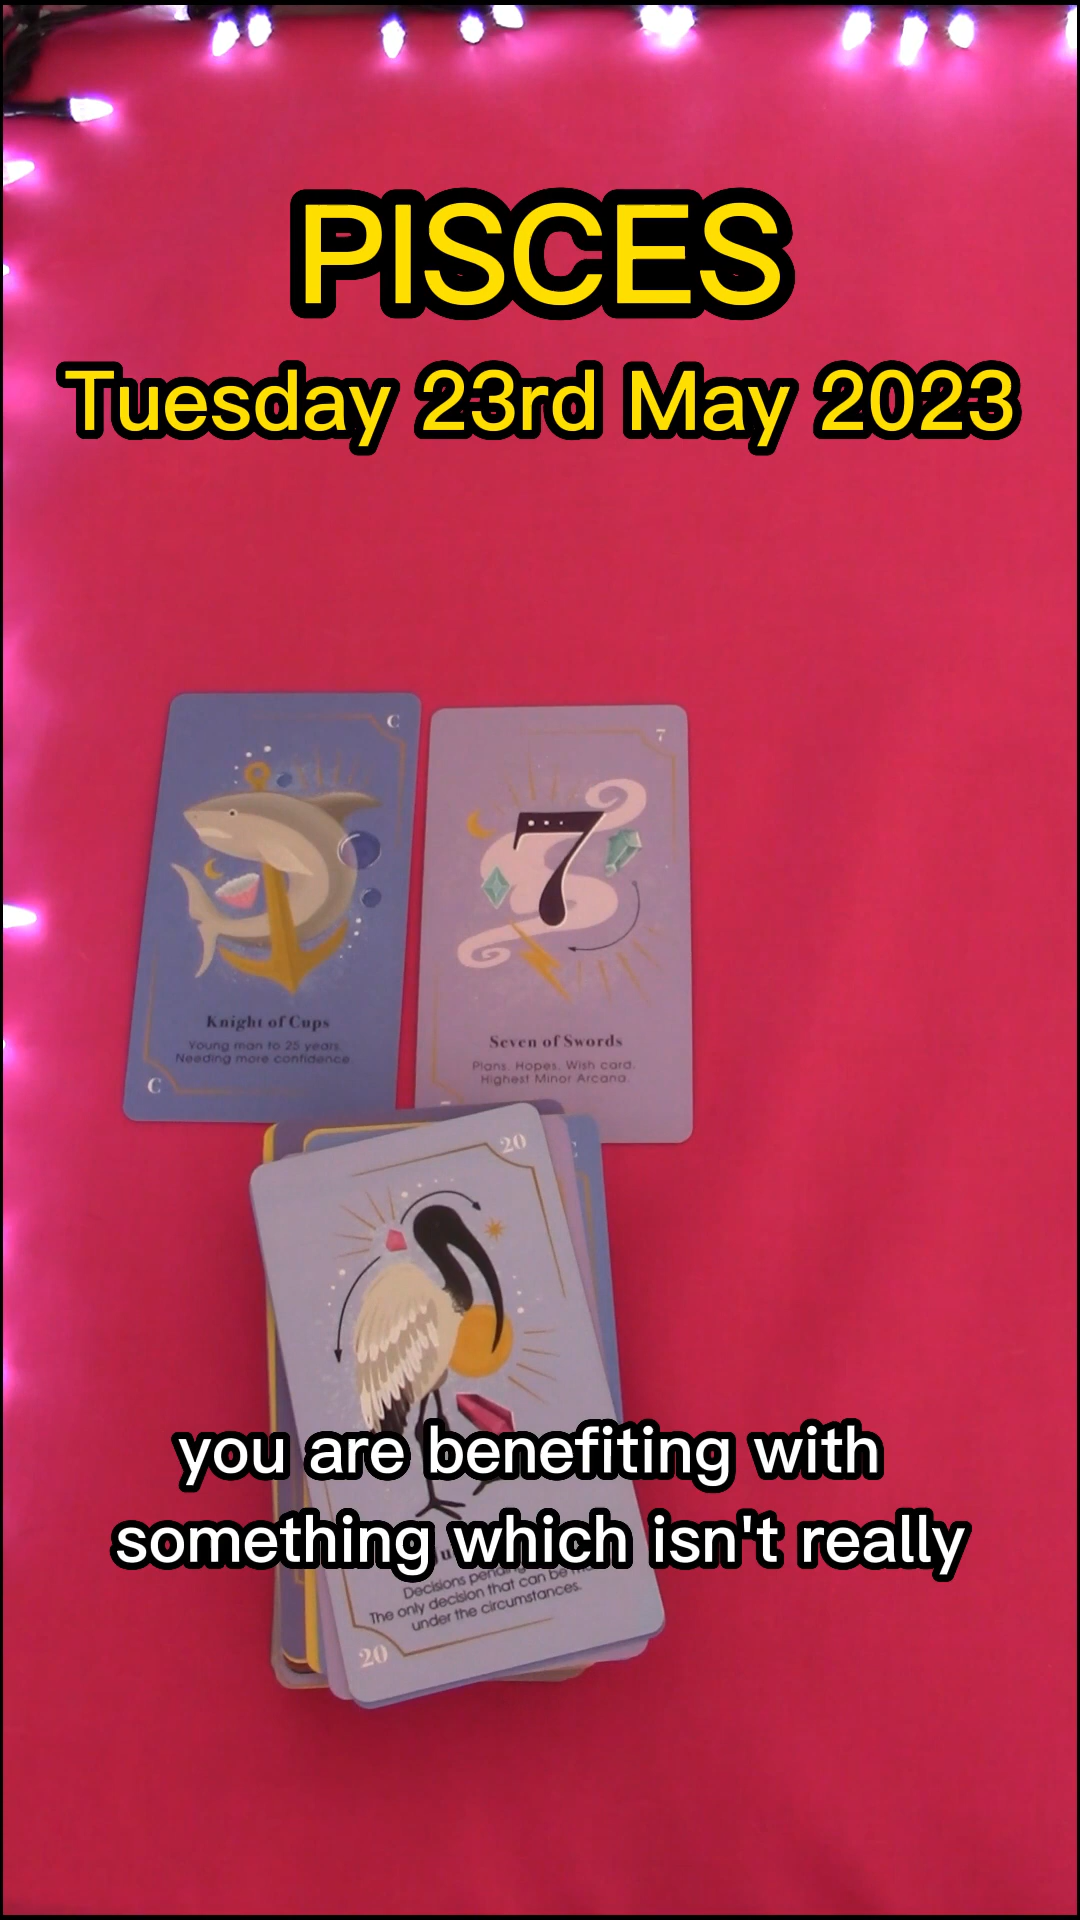 PISCES
Tuesday 23rd May 2023
C
7
Knight of Cups
Young man to 25 years.
Needing more confidence.
C
Seven of Swords
Plans. Hopes. Wish card.
Highest Minor Arcana.
20
you are benefiting with
something which isn't really
Decisions pending
The only decision that can be
under the circumstances.
20